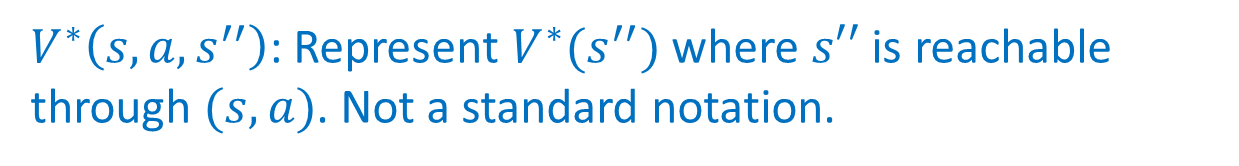 V*(s, a, s′′): Represent V*(s′′) where s′′ is reachable
through (s, a). Not a standard notation.